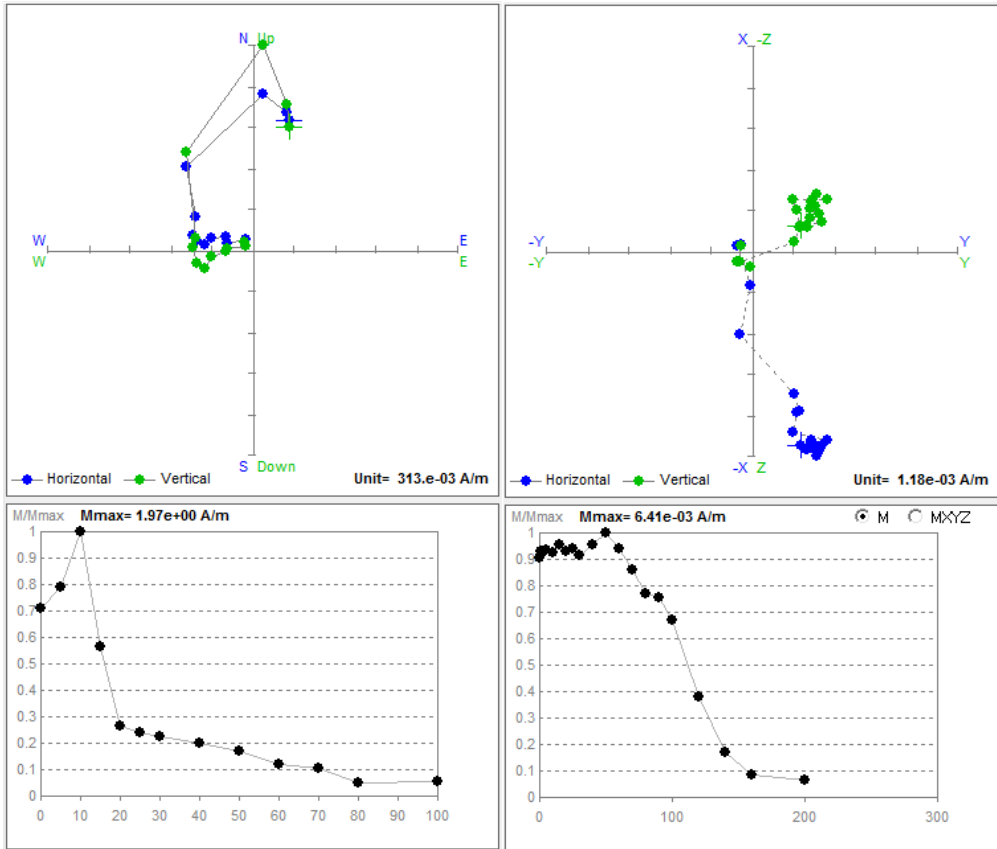 N Up
W E
W E
S Down
Horizontal Vertical Unit= 313.e-03 A/m
X -Z
-Y Y
-Y Y
-X Z
Horizontal Vertical Unit= 1.18e-03 A/m
M/Mmax Mmax= 1.97e+00 A/m
1
0.9
0.8
0.7
0.6
0.5
0.4
0.3
0.2
0.1
0
0 10 20 30 40 50 60 70 80 90 100
M/Mmax Mmax= 6.41e-03 A/m M MXYZ
1
0.9
0.8
0.7
0.6
0.5
0.4
0.3
0.2
0.1
0
0 100 200 300